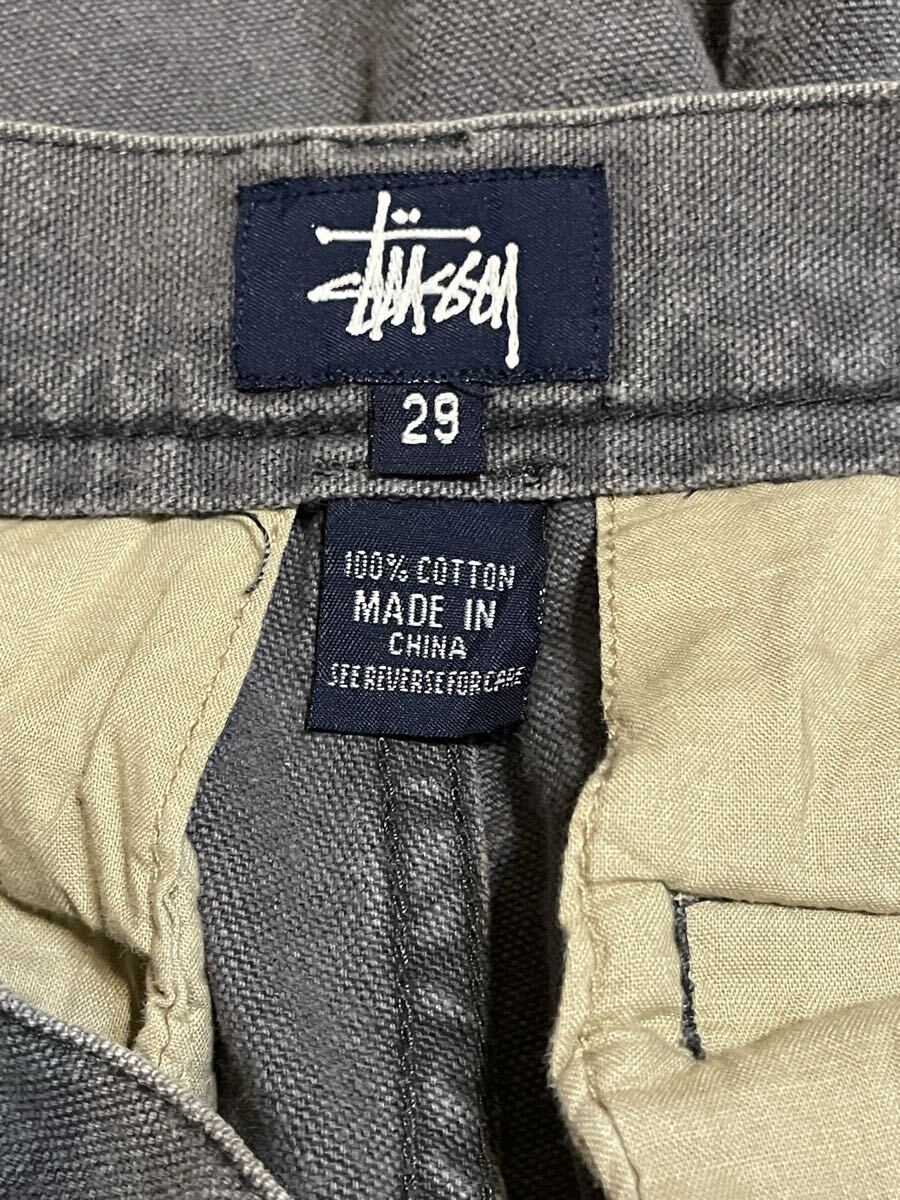 Stüssy
29
100% COTTON
MADE IN
CHINA
SEE REVERSE FOR CARE